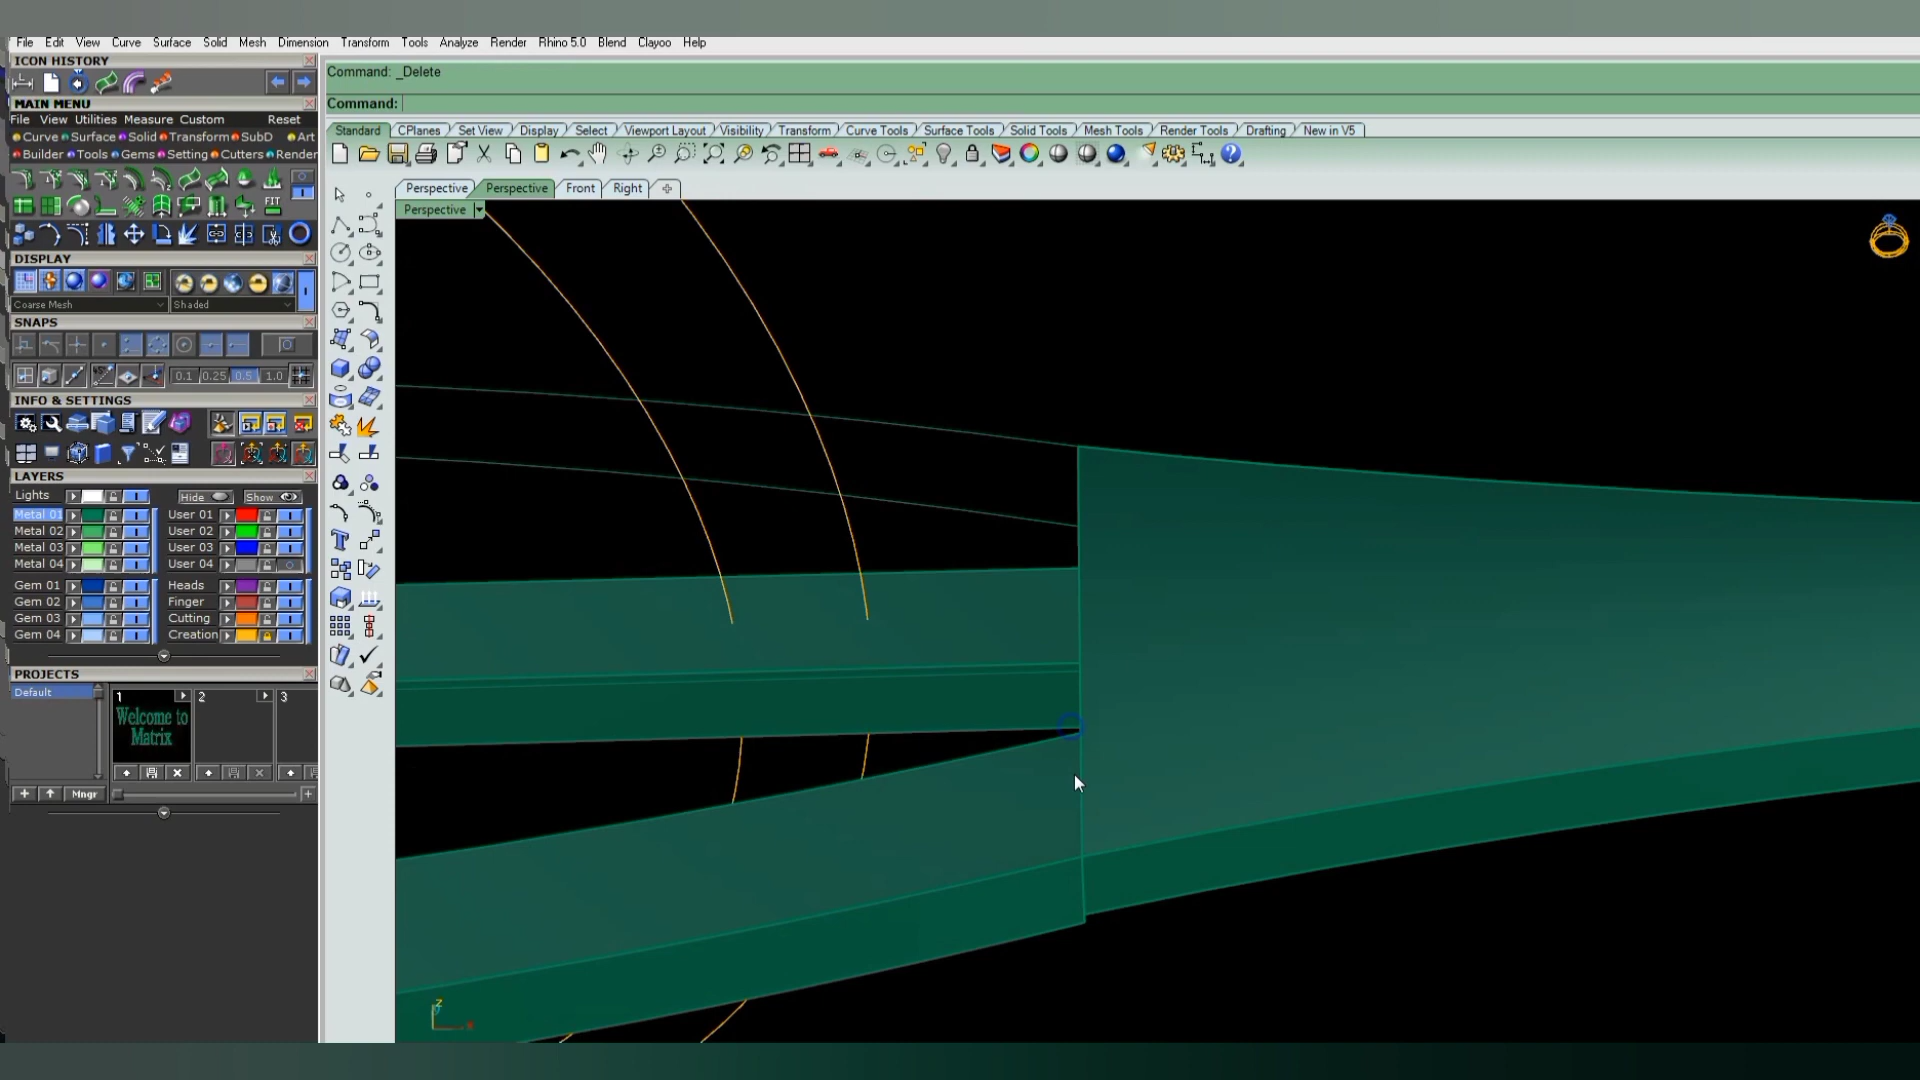 File Edit View Curve Surface Solid Mesh Dimension Transform Tools Analyze Render Rhino 5.0 Blend Clayoo Help
ICON HISTORY
MAIN MENU
File View Utilities Measure Custom Reset
Curve Surface Solid Transform SubD Art
Builder Tools Gems Setting Cutters Render
FIT
DISPLAY
Coarse Mesh Shaded
SNAPS
0.1 0.25 0.5 1.0
INFO & SETTINGS
LAYERS
Lights Hide Show
Metal 01 User 01
Metal 02 User 02
Metal 03 User 03
Metal 04 User 04
Gem 01 Heads
Gem 02 Finger
Gem 03 Cutting
Gem 04 Creation
PROJECTS
Default 1 2 3
Welcome to
Matrix
Mngr
Command: _Delete
Command:
Standard CPlanes Set View Display Select Viewport Layout Visibility Transform Curve Tools Surface Tools Solid Tools Mesh Tools Render Tools Drafting New in V5
Perspective Perspective Front Right
Perspective
z
x